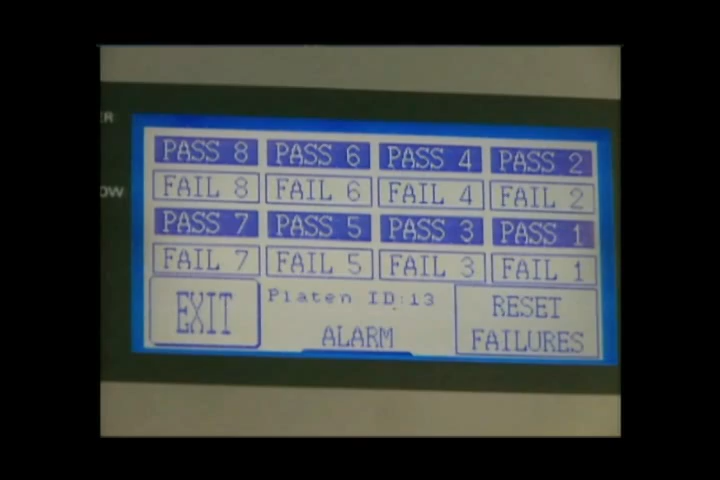 PASS 8 PASS 6 PASS 4 PASS 2
FAIL 8 FAIL 6 FAIL 4 FAIL 2
PASS 7 PASS 5 PASS 3 PASS 1
FAIL 7 FAIL 5 FAIL 3 FAIL 1
EXIT
Platen ID:13
ALARM
RESET
FAILURES